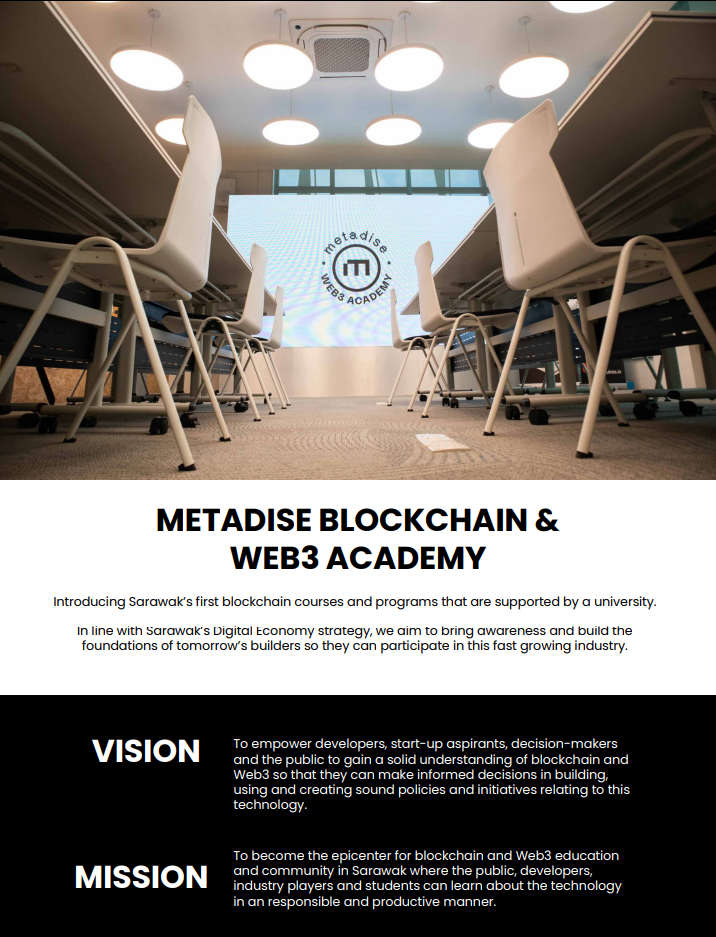 metadise
m
WEB3 ACADEMY
METADISE BLOCKCHAIN &
WEB3 ACADEMY
Introducing Sarawak’s first blockchain courses and programs that are supported by a university.
In line with Sarawak’s Digital Economy strategy, we aim to bring awareness and build the
foundations of tomorrow’s builders so they can participate in this fast growing industry.
VISION
To empower developers, start-up aspirants, decision-makers
and the public to gain a solid understanding of blockchain and
Web3 so that they can make informed decisions in building,
using and creating sound policies and initiatives relating to this
technology.
MISSION
To become the epicenter for blockchain and Web3 education
and community in Sarawak where the public, developers,
industry players and students can learn about the technology
in an responsible and productive manner.